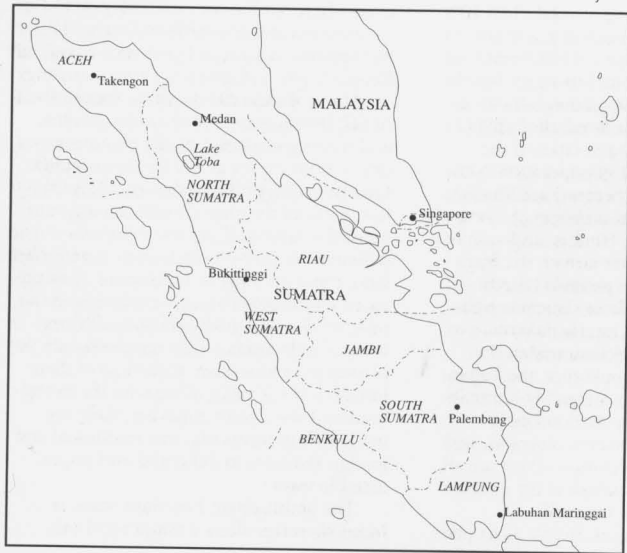 ACEH
Takengon
MALAYSIA
Medan
Lake
Toba
NORTH
SUMATRA
Singapore
RIAU
Bukittinggi
SUMATRA
WEST
SUMATRA
JAMBI
SOUTH
SUMATRA
Palembang
BENKULU
LAMPUNG
Labuhan Maringgai